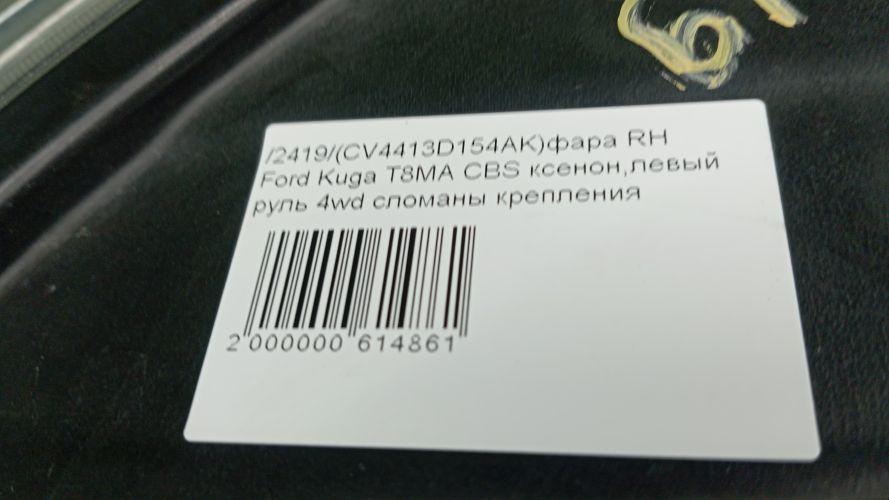 /2419/(CV4413D154AK)фара RH
Ford Kuga T8MA CBS ксенон,левый
руль 4wd сломаны крепления
2 000000 614861